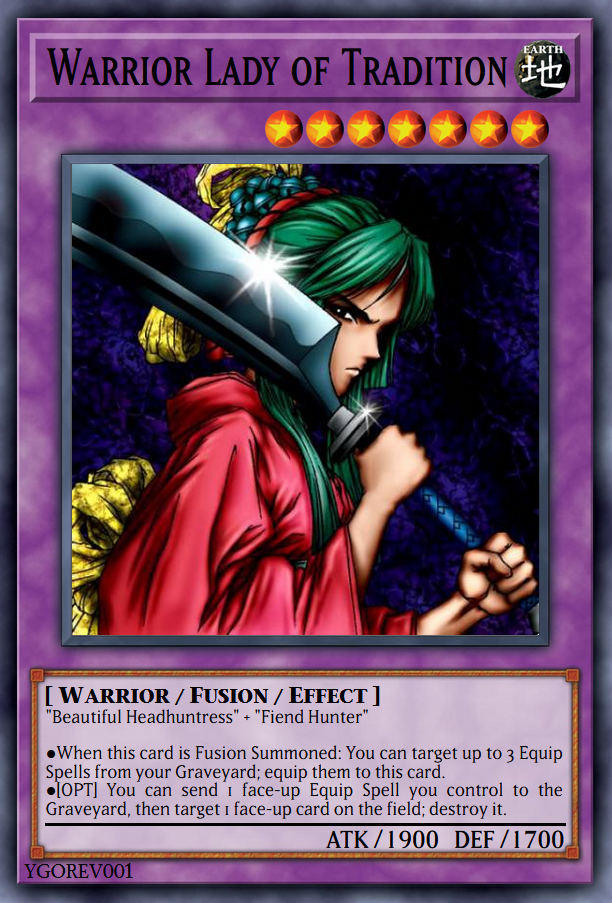 Warrior Lady of Tradition
EARTH
地
[ Warrior / Fusion / Effect ]
"Beautiful Headhuntress" + "Fiend Hunter"
●When this card is Fusion Summoned: You can target up to 3 Equip
Spells from your Graveyard; equip them to this card.
●[OPT] You can send 1 face-up Equip Spell you control to the
Graveyard, then target 1 face-up card on the field; destroy it.
ATK/1900 DEF/1700
YGOREV001